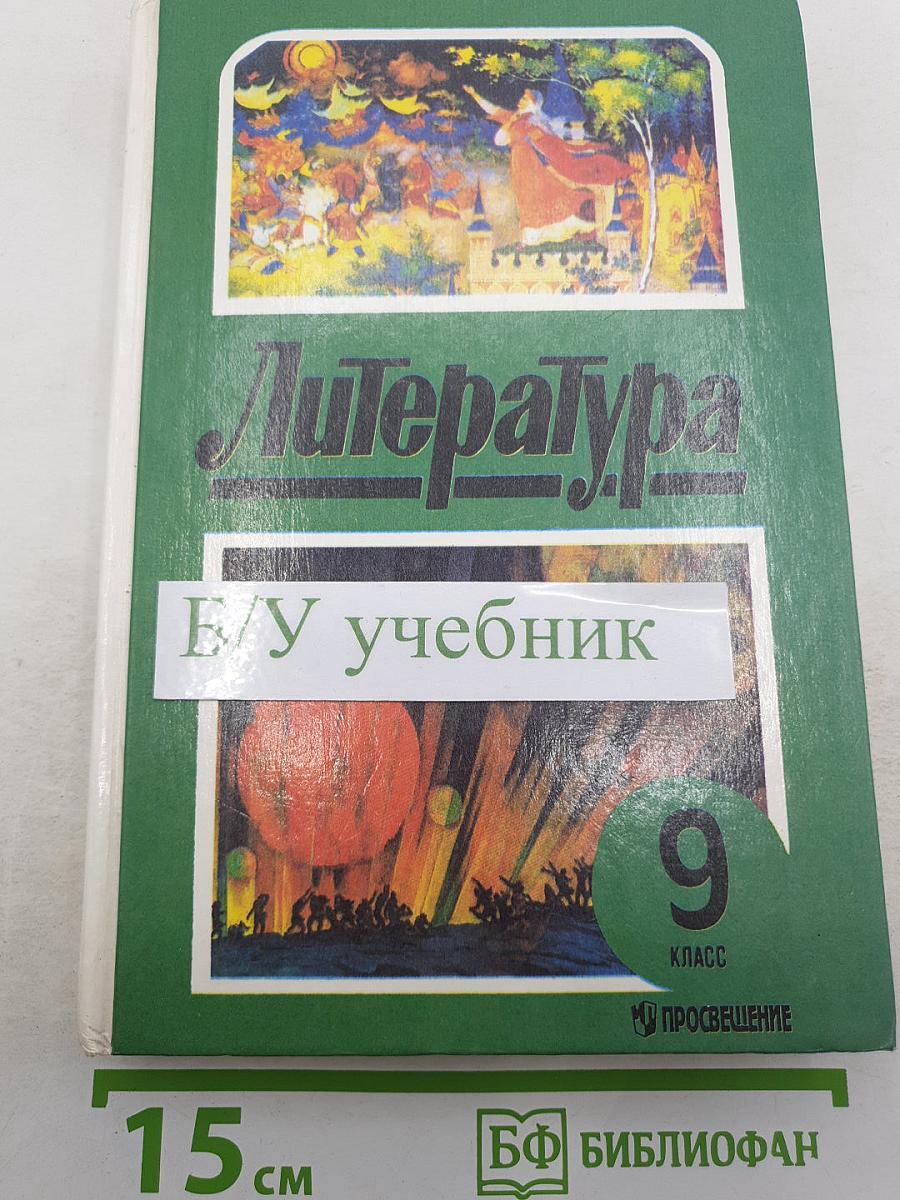 Литература
Б/У учебник
9
КЛАСС
ПРОСВЕЩЕНИЕ
15 см
БФ БИБЛИОФАН